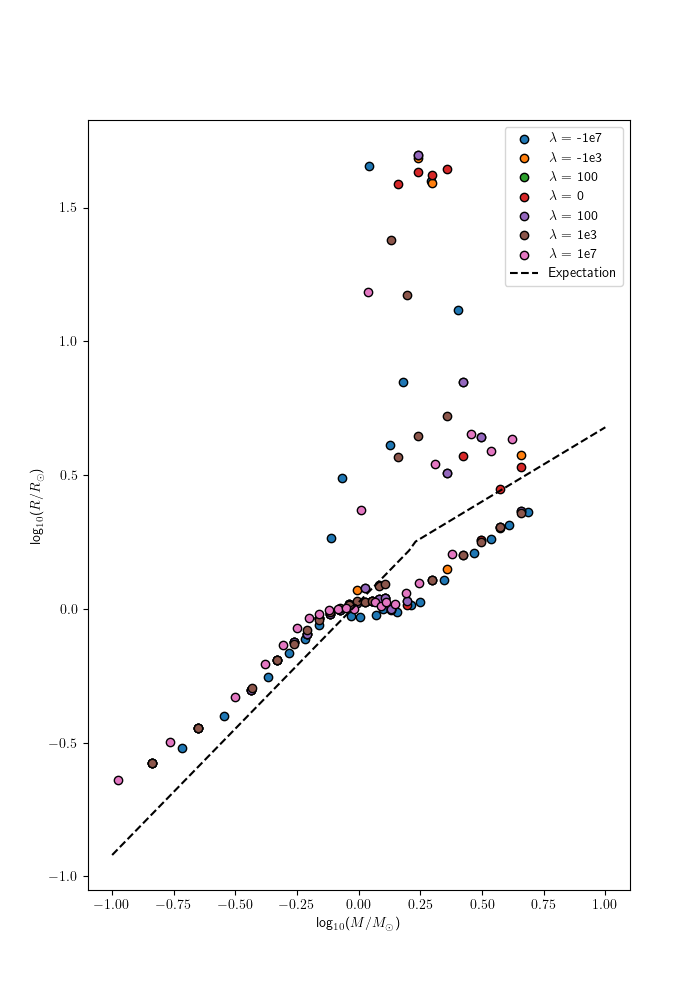 λ = -1e7
λ = -1e3
λ = 100
λ = 0
λ = 100
λ = 1e3
λ = 1e7
Expectation
1.5
1.0
0.5
0.0
−0.5
−1.0
log₁₀(R/R☉)
−1.00 −0.75 −0.50 −0.25 0.00 0.25 0.50 0.75 1.00
log₁₀(M/M☉)